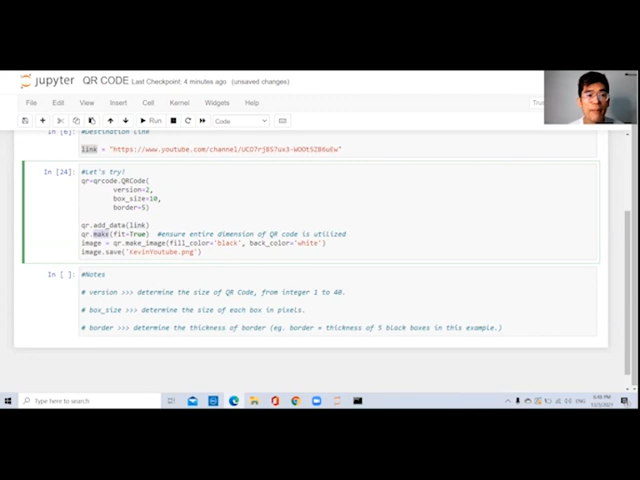 jupyter QR CODE Last Checkpoint: 4 minutes ago (unsaved changes)
File Edit View Insert Cell Kernel Widgets Help
Run Code
In [6]: #Destination link
link = "https://www.youtube.com/channel/UCO7rjBS7ux3-WOOtSZ86uEw"
In [24]: #Let's try!
qr=qrcode.QRCode(
version=2,
box_size=10,
border=5)
qr.add_data(link)
qr.make(fit=True) #ensure entire dimension of QR code is utilized
image = qr.make_image(fill_color='black', back_color='white')
image.save('KevinYoutube.png')
In [ ]: #Notes
# version >>> determine the size of QR Code, from integer 1 to 40.
# box_size >>> determine the size of each box in pixels.
# border >>> determine the thickness of border (eg. border = thickness of 5 black boxes in this example.)
Type here to search
ENG